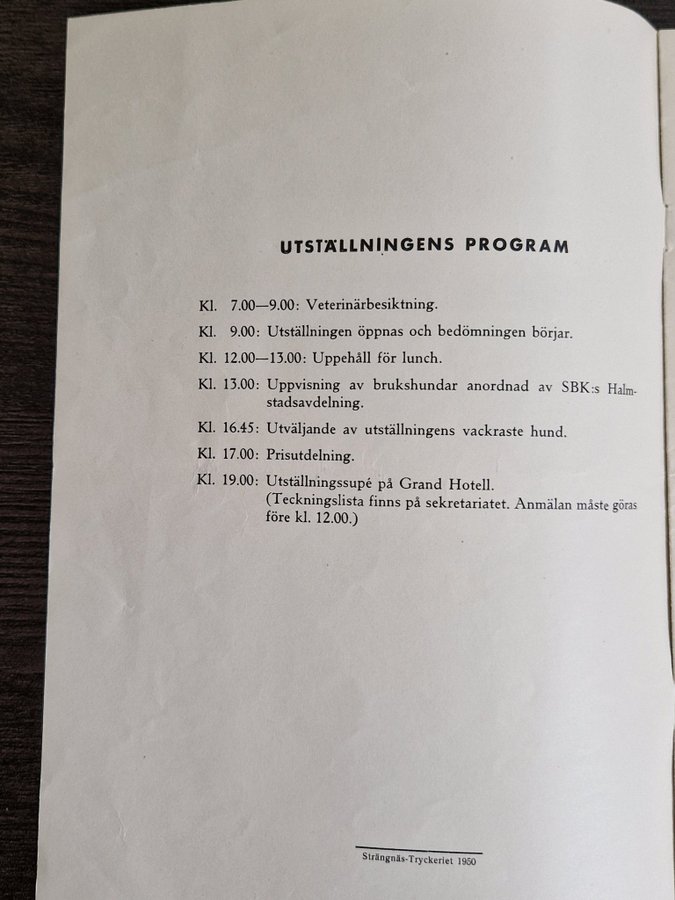 UTSTÄLLNINGENS PROGRAM
Kl. 7.00—9.00: Veterinärbesiktning.
Kl. 9.00: Utställningen öppnas och bedömningen börjar.
Kl. 12.00—13.00: Uppehåll för lunch.
Kl. 13.00: Uppvisning av brukshundar anordnad av SBK:s Halm-
stadsavdelning.
Kl. 16.45: Utväljande av utställningens vackraste hund.
Kl. 17.00: Prisutdelning.
Kl. 19.00: Utställningssupé på Grand Hotell.
(Teckningslista finns på sekretariatet. Anmälan måste göras
före kl. 12.00.)
Strängnäs-Tryckeriet 1950